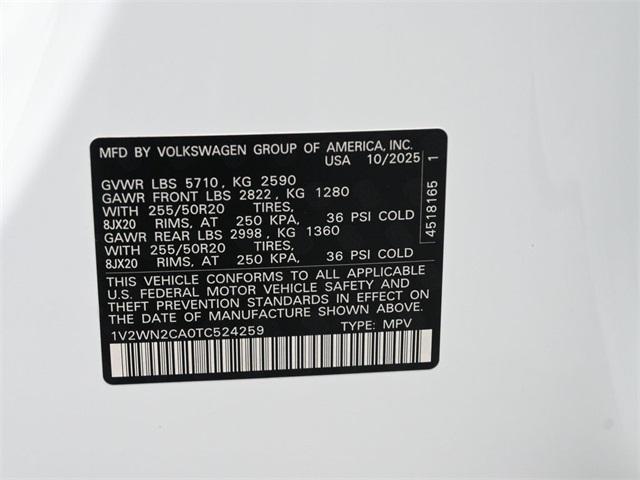 MFD BY VOLKSWAGEN GROUP OF AMERICA, INC.
USA 10/2025
GVWR LBS 5710, KG 2590
GAWR FRONT LBS 2822, KG 1280
WITH 255/50R20 TIRES,
8JX20 RIMS, AT 250 KPA, 36 PSI COLD
GAWR REAR LBS 2998, KG 1360
WITH 255/50R20 TIRES,
8JX20 RIMS, AT 250 KPA, 36 PSI COLD
THIS VEHICLE CONFORMS TO ALL APPLICABLE
U.S. FEDERAL MOTOR VEHICLE SAFETY AND
THEFT PREVENTION STANDARDS IN EFFECT ON
THE DATE OF MANUFACTURE SHOWN ABOVE.
1V2WN2CA0TC524259 TYPE: MPV
4518165 1